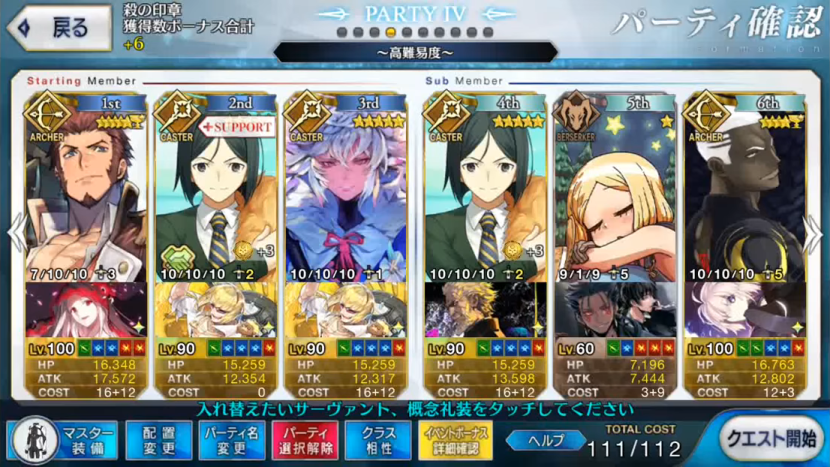 戻る
殺の印章
獲得数ボーナス合計
+6
PARTY IV
～高難易度～
パーティ確認
Starting Member
Sub Member
1st
2nd
3rd
4th
5th
6th
ARCHER
CASTER
+SUPPORT
CASTER
CASTER
BERSERKER
ARCHER
+3
+3
7/10/10 3
10/10/10 2
10/10/10 1
10/10/10 2
9/1/9 5
10/10/10 5
Lv.100
Lv.90
Lv.90
Lv.90
Lv.60
Lv.100
HP 16,348
HP 15,259
HP 15,259
HP 15,259
HP 7,196
HP 16,763
ATK 17,572
ATK 12,354
ATK 12,317
ATK 13,598
ATK 7,444
ATK 12,802
COST 16+12
COST 0
COST 16+12
COST 16+12
COST 3+9
COST 12+3
入れ替えたいサーヴァント、概念礼装をタッチしてください
マスター装備
配置変更
パーティ名変更
パーティ選択解除
クラス相性
イベントボーナス詳細確認
ヘルプ
TOTAL COST
111/112
クエスト開始